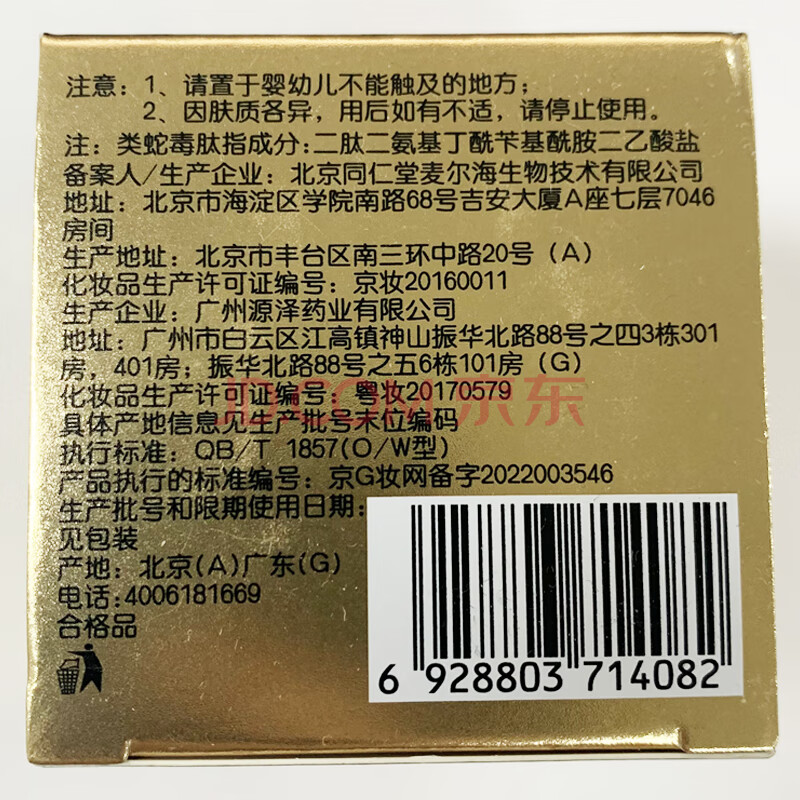 注意：1、请置于婴幼儿不能触及的地方；
2、因肤质各异，用后如有不适，请停止使用。
注：类蛇毒肽指成分：二肽二氨基丁酰苄基酰胺二乙酸盐
备案人/生产企业：北京同仁堂麦尔海生物技术有限公司
地址：北京市海淀区学院南路68号吉安大厦A座七层7046
房间
生产地址：北京市丰台区南三环中路20号（A）
化妆品生产许可证编号：京妆20160011
生产企业：广州源泽药业有限公司
地址：广州市白云区江高镇神山振华北路88号之四3栋301
房，401房；振华北路88号之五6栋101房（G）
化妆品生产许可证编号：粤妆20170579
JD.COM 京东
具体产地信息见生产批号末位编码
执行标准：QB/T 1857(O/W型)
产品执行的标准编号：京G妆网备字2022003546
生产批号和限期使用日期：
见包装
产地：北京(A)广东(G)
电话:4006181669
合格品
6 928803 714082